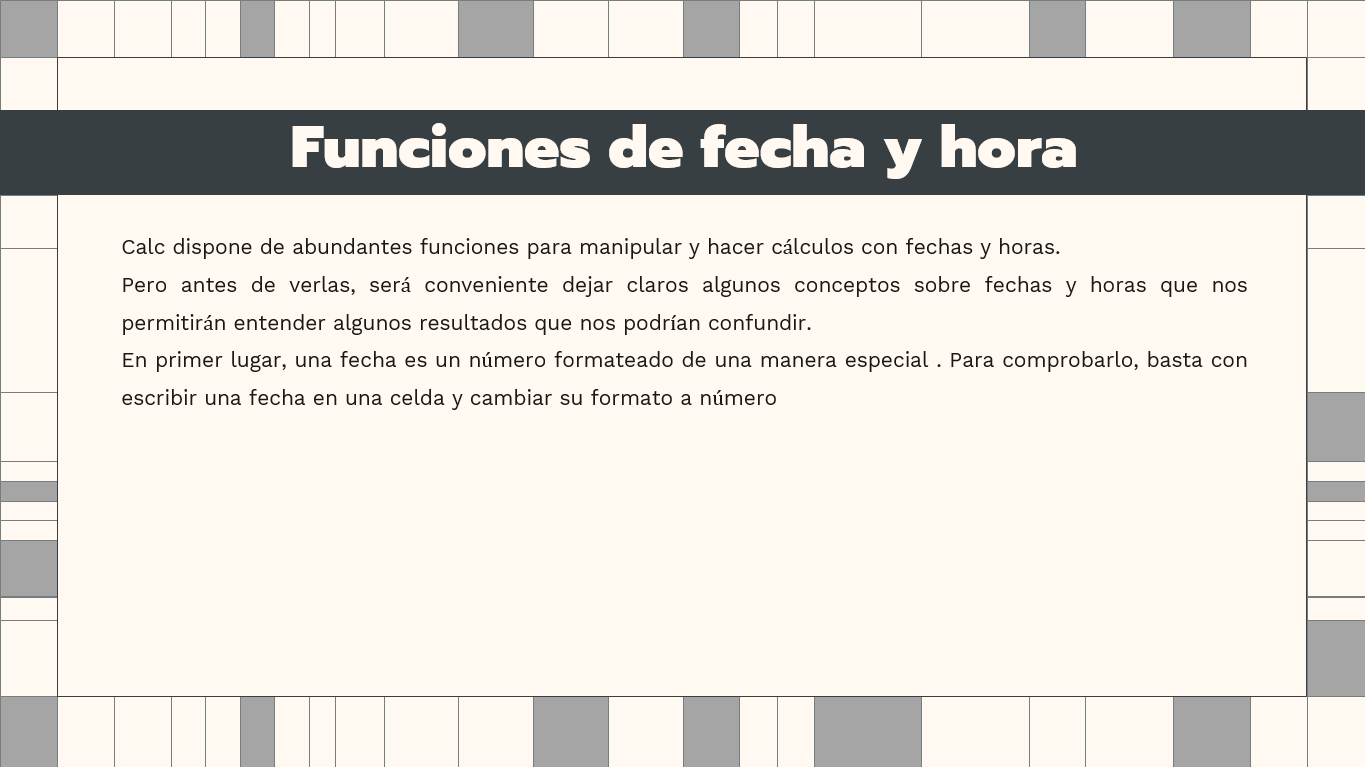 Funciones de fecha y hora
Calc dispone de abundantes funciones para manipular y hacer cálculos con fechas y horas.
Pero antes de verlas, será conveniente dejar claros algunos conceptos sobre fechas y horas que nos
permitirán entender algunos resultados que nos podrían confundir.
En primer lugar, una fecha es un número formateado de una manera especial . Para comprobarlo, basta con
escribir una fecha en una celda y cambiar su formato a número